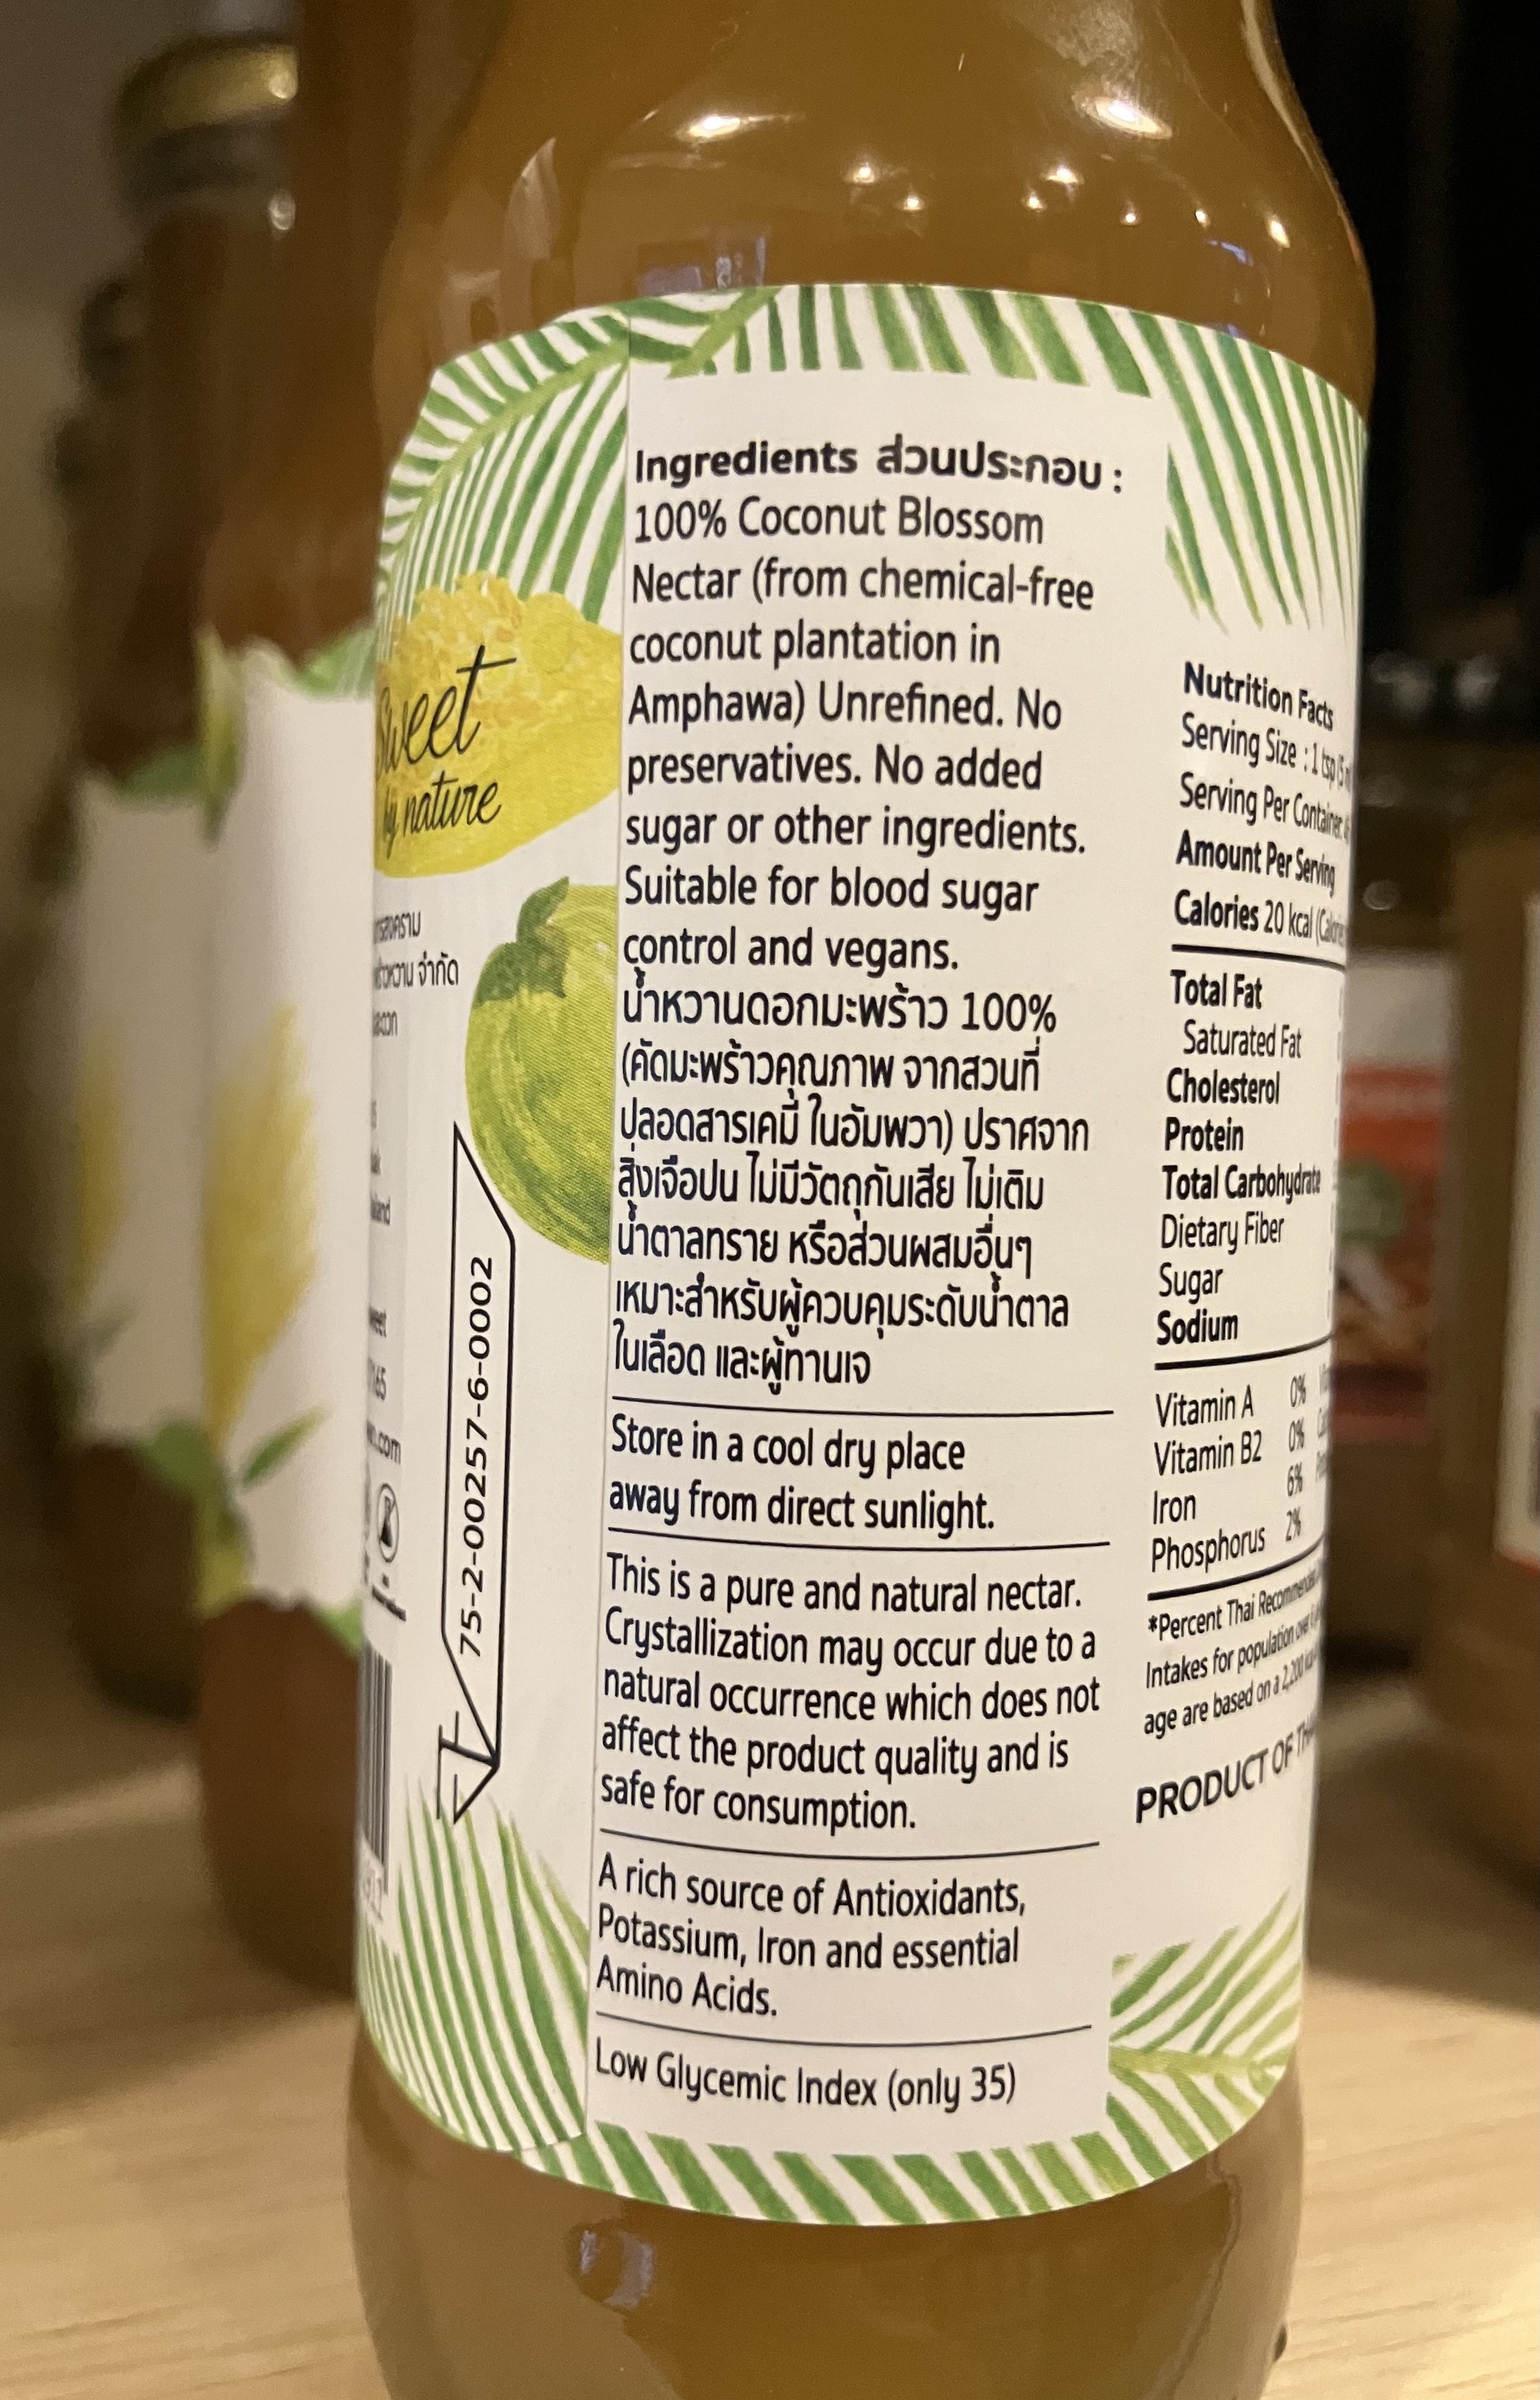 Sweet
by nature
จำกัด
75-2-00257-6-0002
Ingredients ส่วนประกอบ :
100% Coconut Blossom
Nectar (from chemical-free
coconut plantation in
Amphawa) Unrefined. No
preservatives. No added
sugar or other ingredients.
Suitable for blood sugar
control and vegans.
น้ำหวานดอกมะพร้าว 100%
(คัดมะพร้าวคุณภาพ จากสวนที่
ปลอดสารเคมี ในอัมพวา) ปราศจาก
สิ่งเจือปน ไม่มีวัตถุกันเสีย ไม่เติม
น้ำตาลทราย หรือส่วนผสมอื่นๆ
เหมาะสำหรับผู้ควบคุมระดับน้ำตาล
ในเลือด และผู้ทานเจ
Store in a cool dry place
away from direct sunlight.
This is a pure and natural nectar.
Crystallization may occur due to a
natural occurrence which does not
affect the product quality and is
safe for consumption.
A rich source of Antioxidants,
Potassium, Iron and essential
Amino Acids.
Low Glycemic Index (only 35)
Nutrition Facts
Serving Size : 1 tsp
Serving Per Container:
Amount Per Serving
Calories 20 kcal
Total Fat
Saturated Fat
Cholesterol
Protein
Total Carbohydrate
Dietary Fiber
Sugar
Sodium
Vitamin A 0%
Vitamin B2 0%
Iron 6%
Phosphorus 2%
*Percent Thai
Intakes for population over
age are based on a 2,200
PRODUCT OF